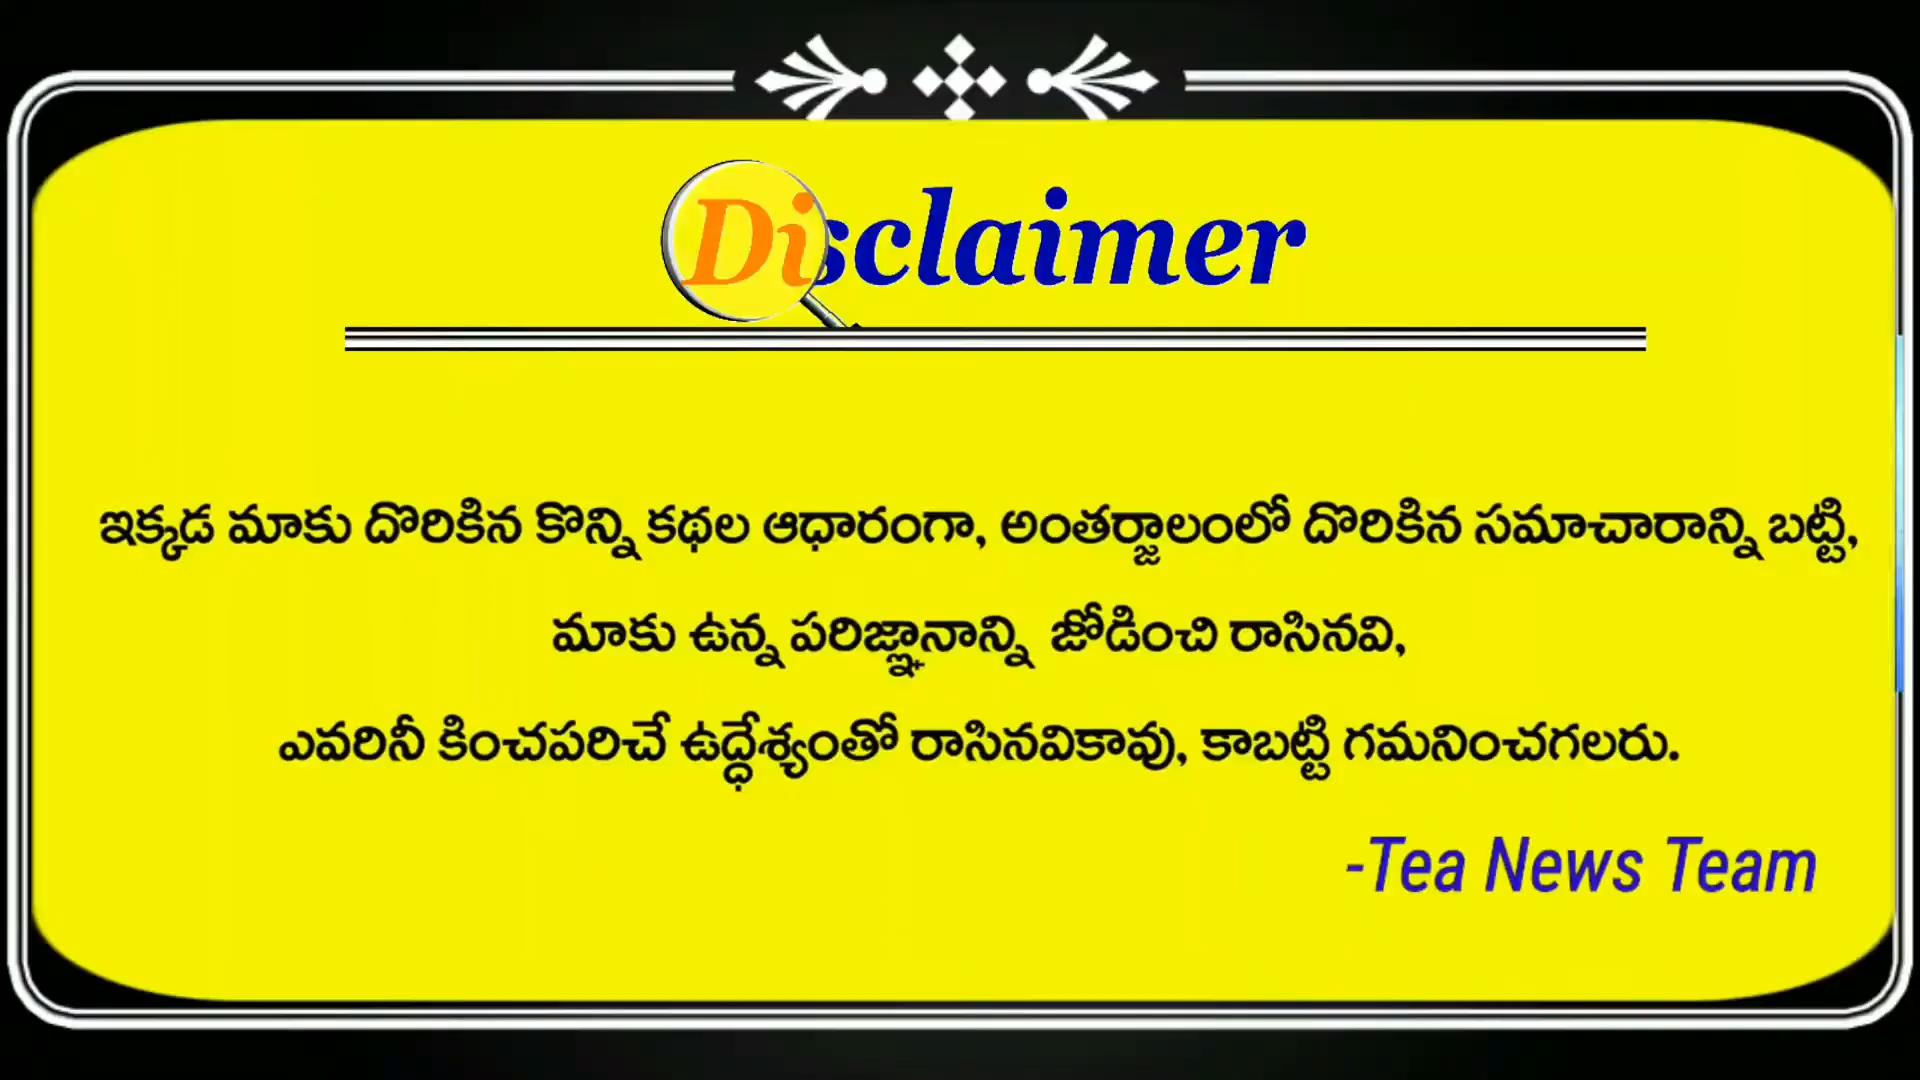 Disclaimer
ఇక్కడ మాకు దొరికిన కొన్ని కథల ఆధారంగా, అంతర్జాలంలో దొరికిన సమాచారాన్ని బట్టి,
మాకు ఉన్న పరిజ్ఞానాన్ని జోడించి రాసినవి,
ఎవరినీ కించపరిచే ఉద్ధేశ్యంతో రాసినవికావు, కాబట్టి గమనించగలరు.
-Tea News Team